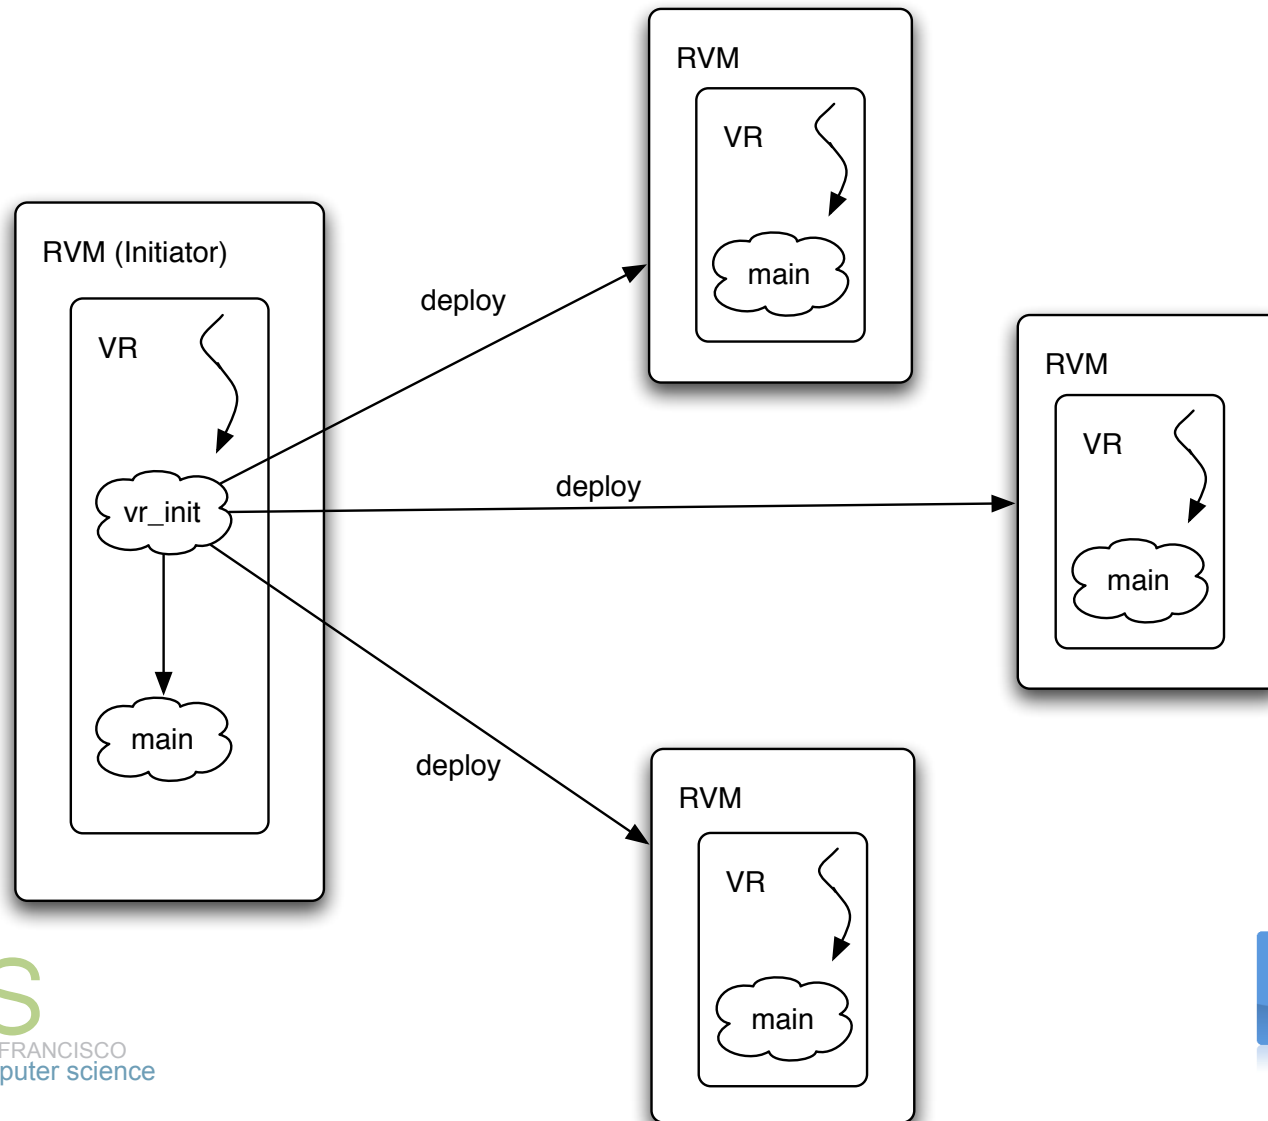 RVM
VR
main
RVM (Initiator)
VR
deploy
vr_init
main
deploy
RVM
VR
main
deploy
RVM
VR
main
S
FRANCISCO
science